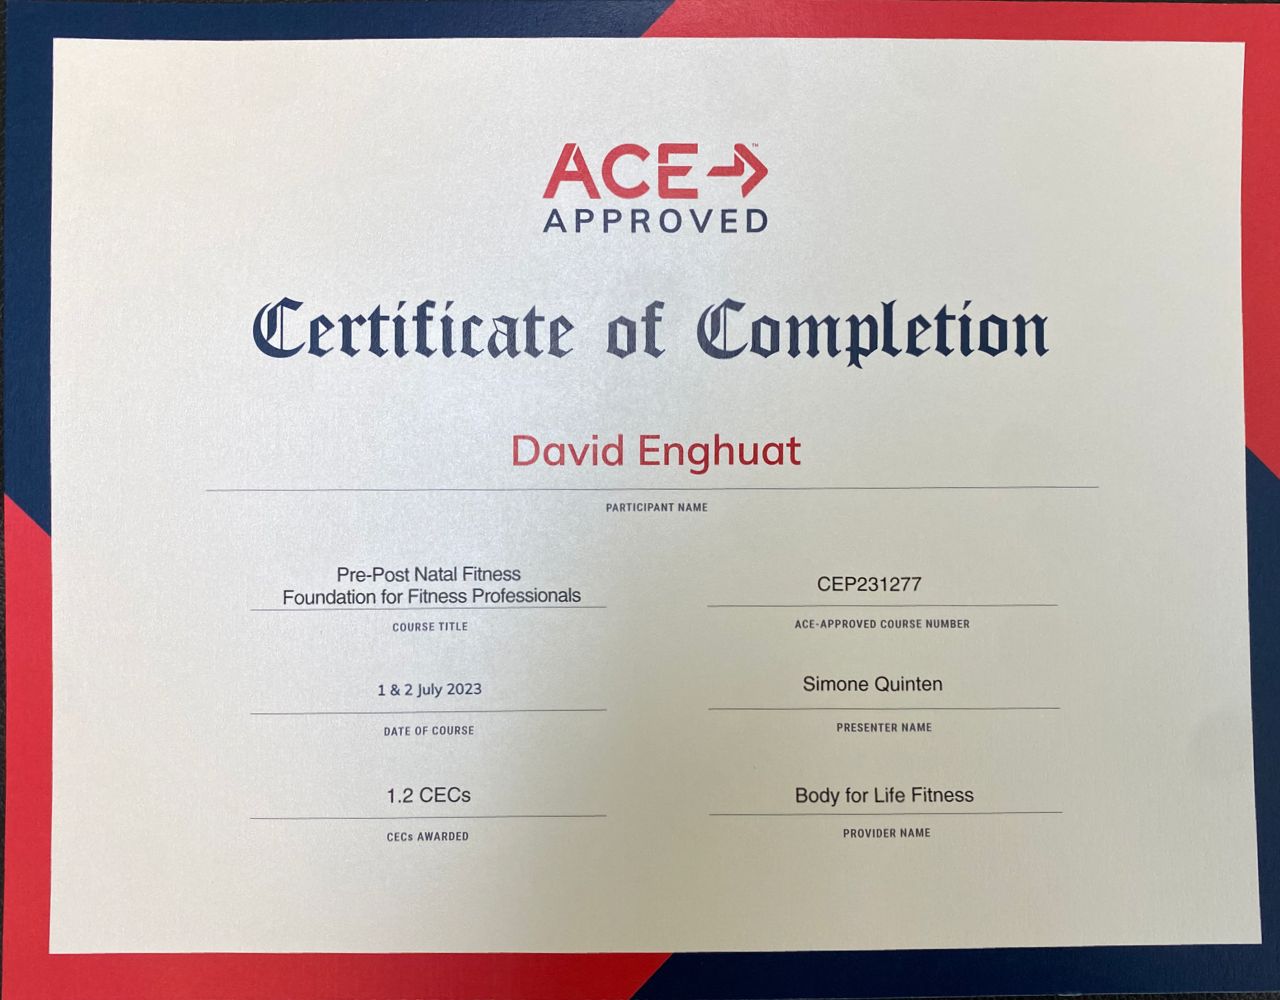 ACE
™
APPROVED
Certificate of Completion
David Enghuat
PARTICIPANT NAME
Pre-Post Natal Fitness
Foundation for Fitness Professionals
COURSE TITLE
CEP231277
ACE-APPROVED COURSE NUMBER
1 & 2 July 2023
DATE OF COURSE
Simone Quinten
PRESENTER NAME
1.2 CECs
CECs AWARDED
Body for Life Fitness
PROVIDER NAME